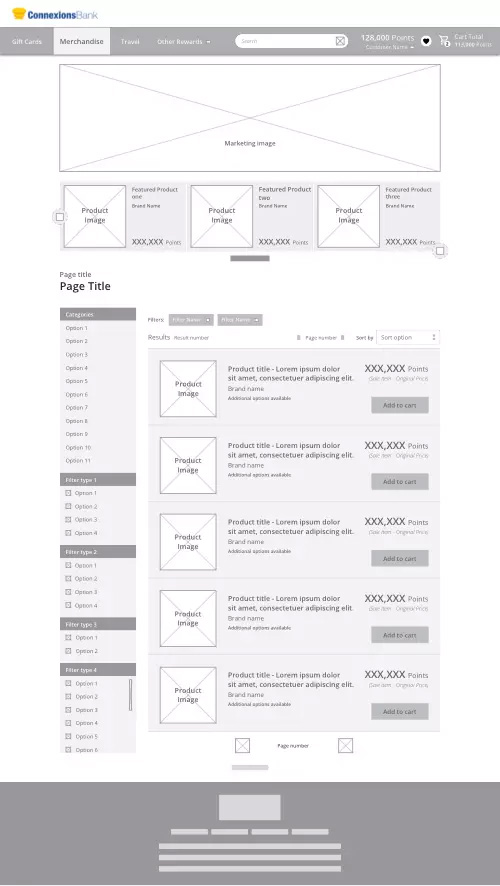 ConnexionsBank
Gift Cards
Merchandise
Travel
Other Rewards
Search
128,000 Points
Customer Name
Cart Total
Points
Marketing image
Product
Image
Featured Product
one
Brand Name
XXX,XXX Points
Product
Image
Featured Product
two
Brand Name
XXX,XXX Points
Product
Image
Featured Product
three
Brand Name
XXX,XXX Points
Page title
Page Title
Categories
Option 1
Option 2
Option 3
Option 4
Option 5
Option 6
Option 7
Option 8
Option 9
Option 10
Option 11
Filter type 1
Option 1
Option 2
Option 3
Option 4
Filter type 2
Option 1
Option 2
Option 3
Option 4
Filter type 3
Option 1
Option 2
Filter type 4
Option 1
Option 2
Option 3
Option 4
Option 5
Option 6
Filters:
Filter Name
Filter Name
Results Result number
Page number
Sort by
Sort option
Product
Image
Product title - Lorem ipsum dolor
sit amet, consectetuer adipiscing elit.
Brand name
Additional options available
XXX,XXX Points
(Sale Item - Original Price)
Add to cart
Product
Image
Product title - Lorem ipsum dolor
sit amet, consectetuer adipiscing elit.
Brand name
Additional options available
XXX,XXX Points
(Sale Item - Original Price)
Add to cart
Product
Image
Product title - Lorem ipsum dolor
sit amet, consectetuer adipiscing elit.
Brand name
Additional options available
XXX,XXX Points
(Sale Item - Original Price)
Add to cart
Product
Image
Product title - Lorem ipsum dolor
sit amet, consectetuer adipiscing elit.
Brand name
Additional options available
XXX,XXX Points
(Sale Item - Original Price)
Add to cart
Product
Image
Product title - Lorem ipsum dolor
sit amet, consectetuer adipiscing elit.
Brand name
Additional options available
XXX,XXX Points
(Sale Item - Original Price)
Add to cart
Page number